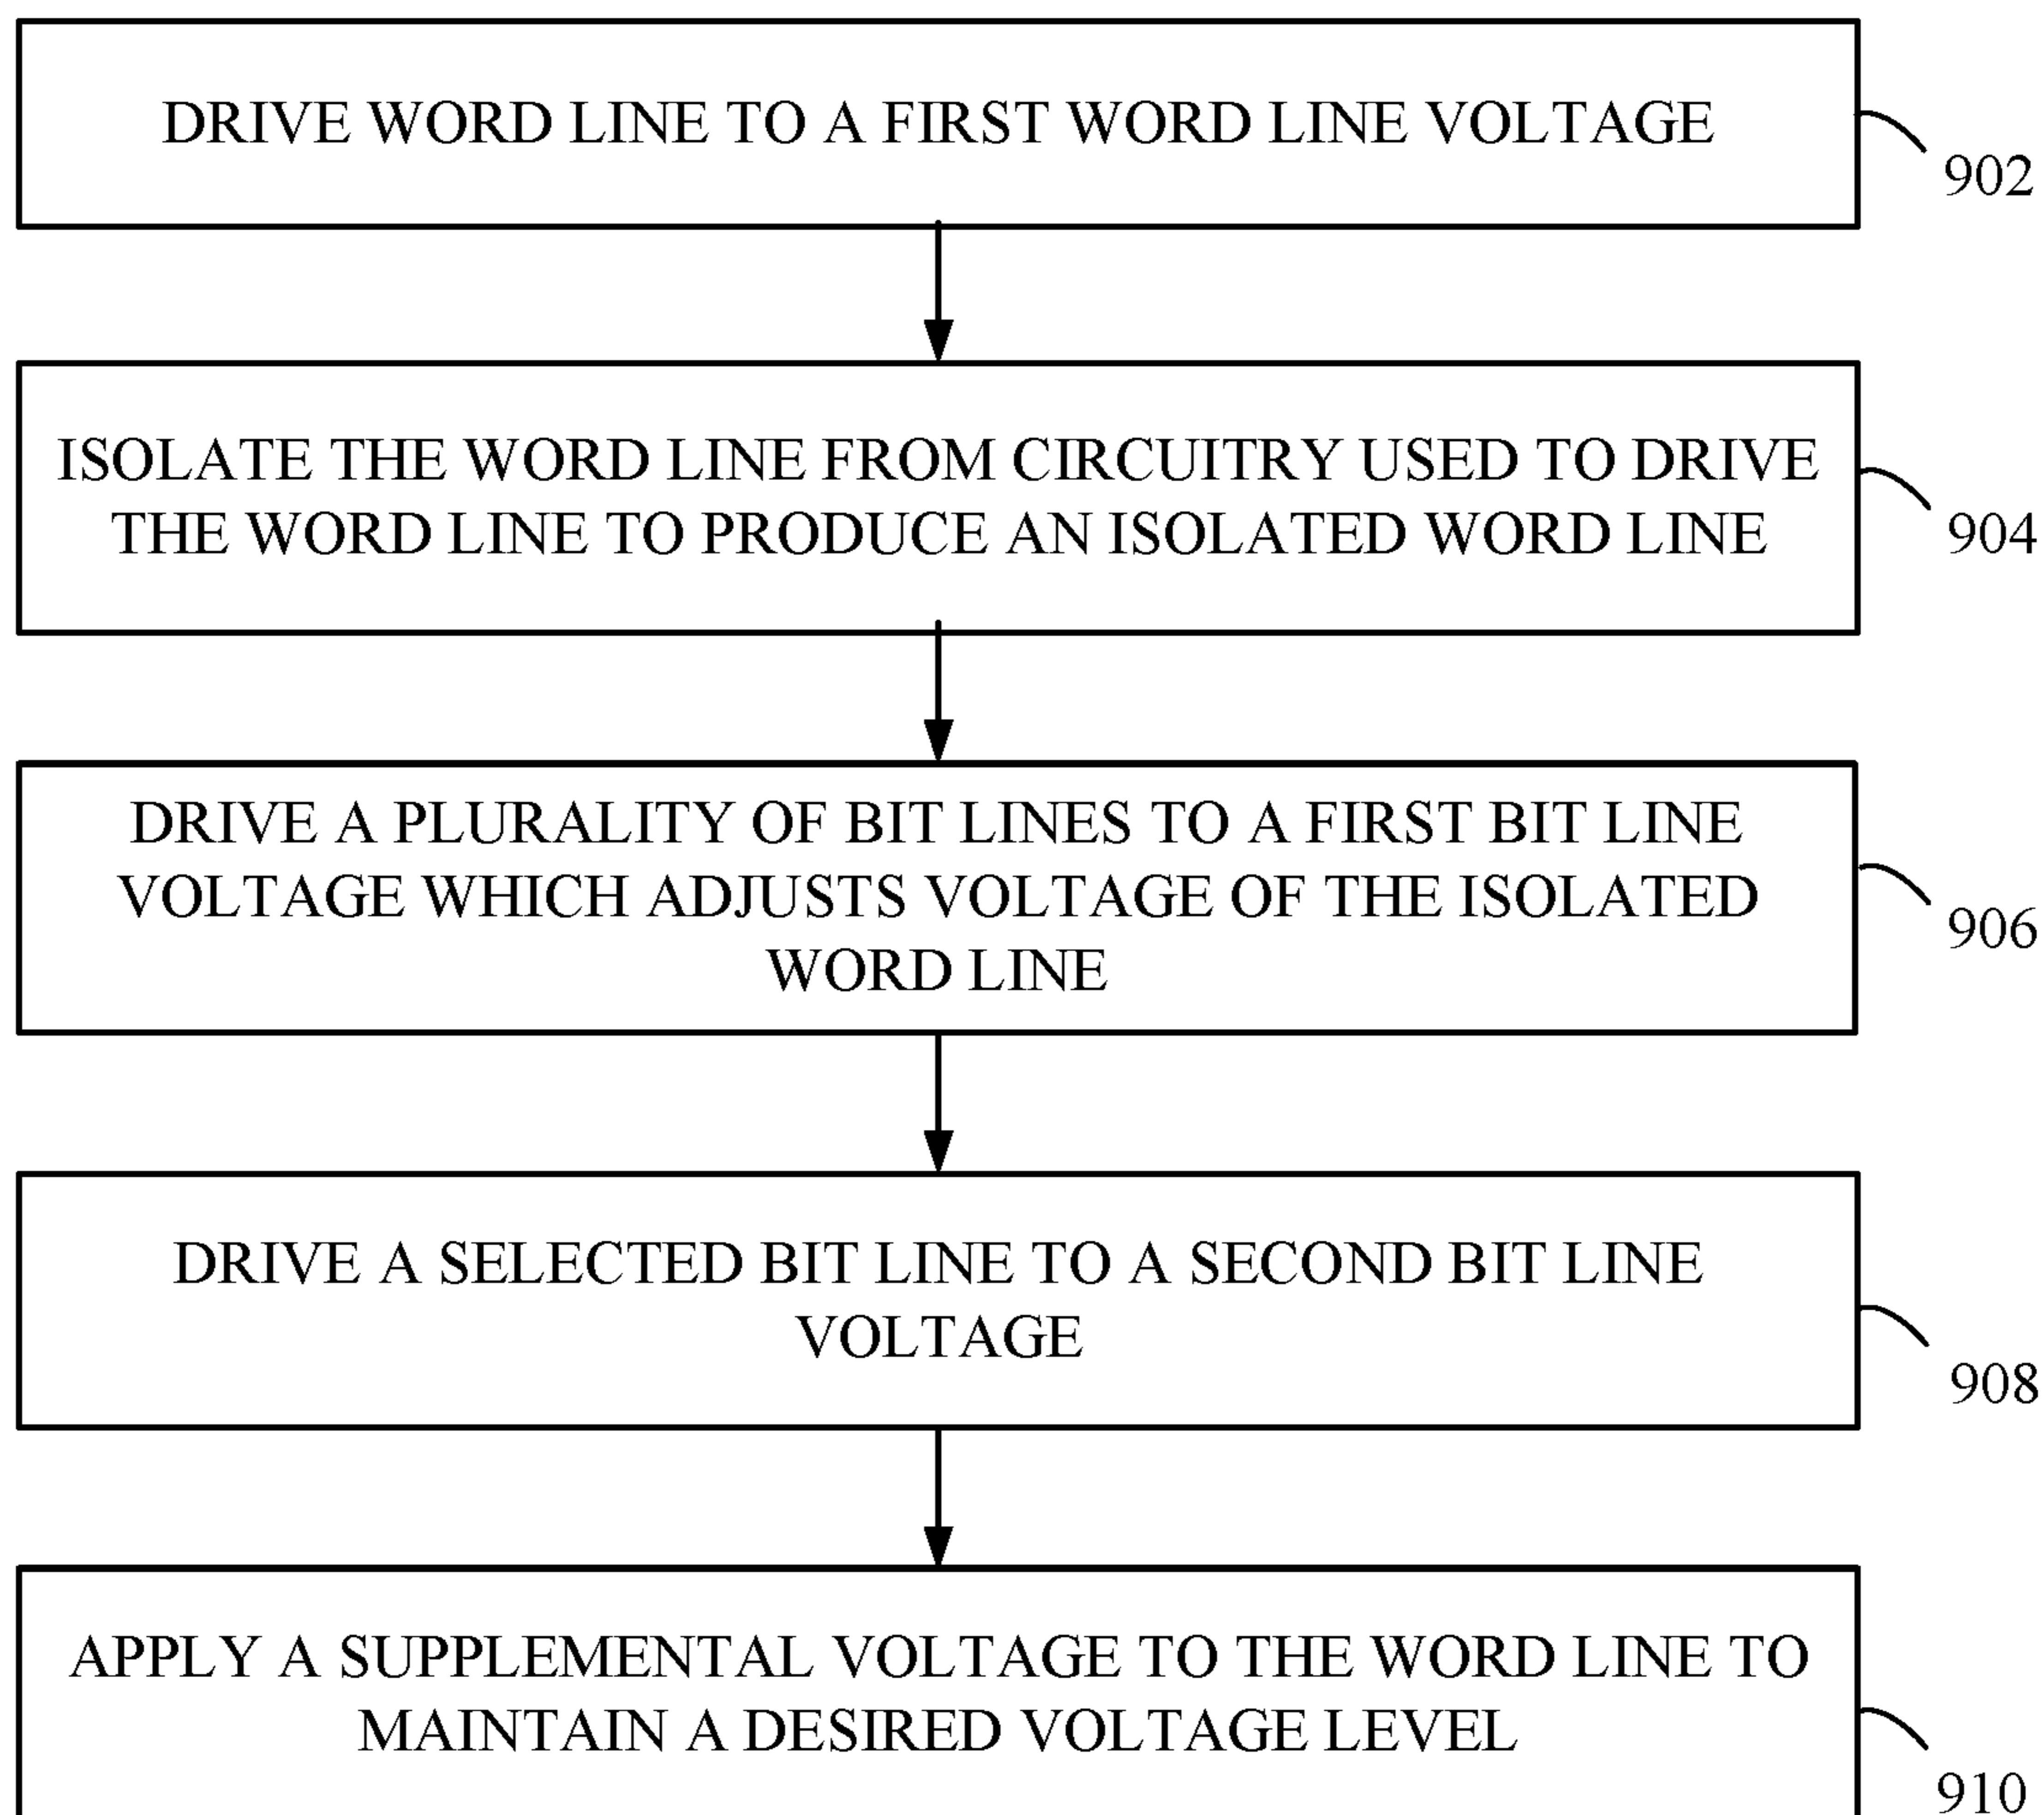 DRIVE WORD LINE TO A FIRST WORD LINE VOLTAGE
902
ISOLATE THE WORD LINE FROM CIRCUITRY USED TO DRIVE
THE WORD LINE TO PRODUCE AN ISOLATED WORD LINE
904
DRIVE A PLURALITY OF BIT LINES TO A FIRST BIT LINE
VOLTAGE WHICH ADJUSTS VOLTAGE OF THE ISOLATED
WORD LINE
906
DRIVE A SELECTED BIT LINE TO A SECOND BIT LINE
VOLTAGE
908
APPLY A SUPPLEMENTAL VOLTAGE TO THE WORD LINE TO
MAINTAIN A DESIRED VOLTAGE LEVEL
910